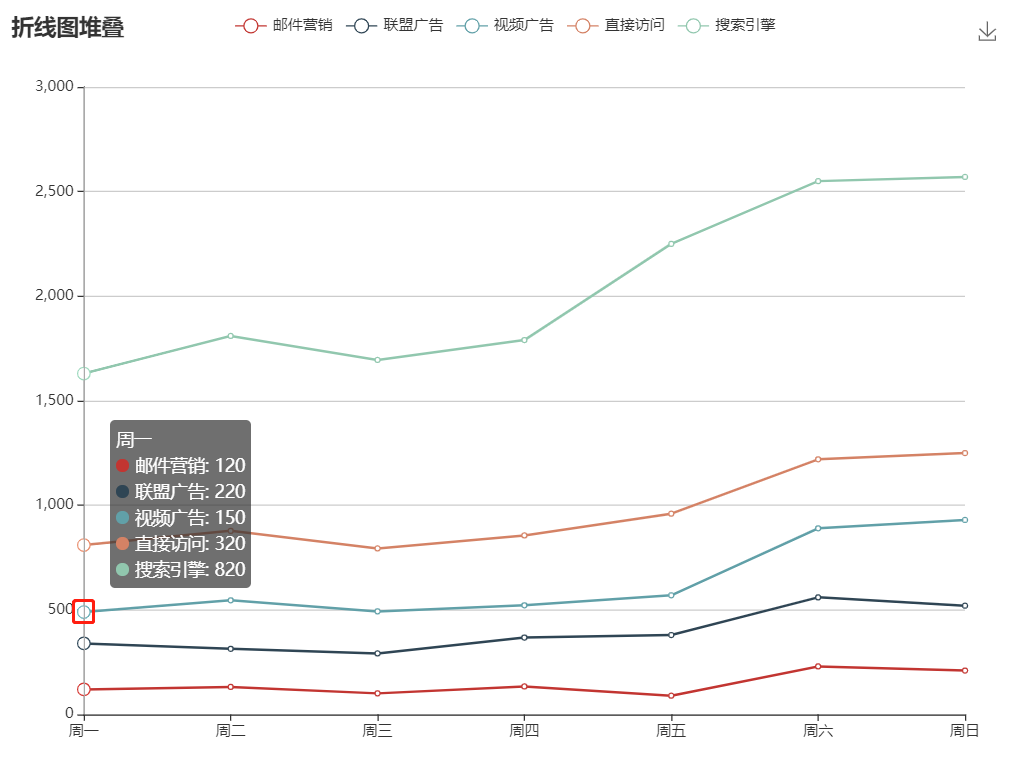 折线图堆叠
邮件营销 联盟广告 视频广告 直接访问 搜索引擎
3,000
2,500
2,000
1,500
周一
邮件营销: 120
联盟广告: 220
视频广告: 150
直接访问: 320
搜索引擎: 820
1,000
500
0
周一 周二 周三 周四 周五 周六 周日